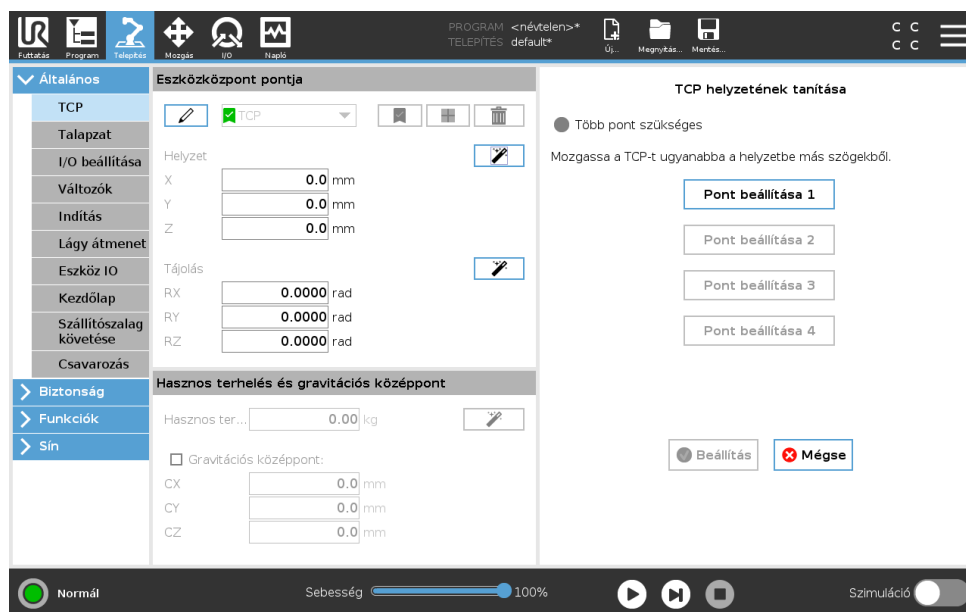 Futtatás
Program
Telepítés
Mozgás
I/O
Napló
PROGRAM <névtelen>*
TELEPÍTÉS default*
Új...
Megnyitás...
Mentés...
C C
C C
Általános
TCP
Talapzat
I/O beállítása
Változók
Indítás
Lágy átmenet
Eszköz IO
Kezdőlap
Szállítószalag
követése
Csavarozás
Biztonság
Funkciók
Sín
Eszközközpont pontja
TCP
Helyzet
X 0.0 mm
Y 0.0 mm
Z 0.0 mm
Tájolás
RX 0.0000 rad
RY 0.0000 rad
RZ 0.0000 rad
Hasznos terhelés és gravitációs középpont
Hasznos ter... 0.00 kg
Gravitációs középpont:
CX 0.0 mm
CY 0.0 mm
CZ 0.0 mm
TCP helyzetének tanítása
Több pont szükséges
Mozgassa a TCP-t ugyanabba a helyzetbe más szögekből.
Pont beállítása 1
Pont beállítása 2
Pont beállítása 3
Pont beállítása 4
Beállítás
Mégse
Normál
Sebesség 100%
Szimuláció